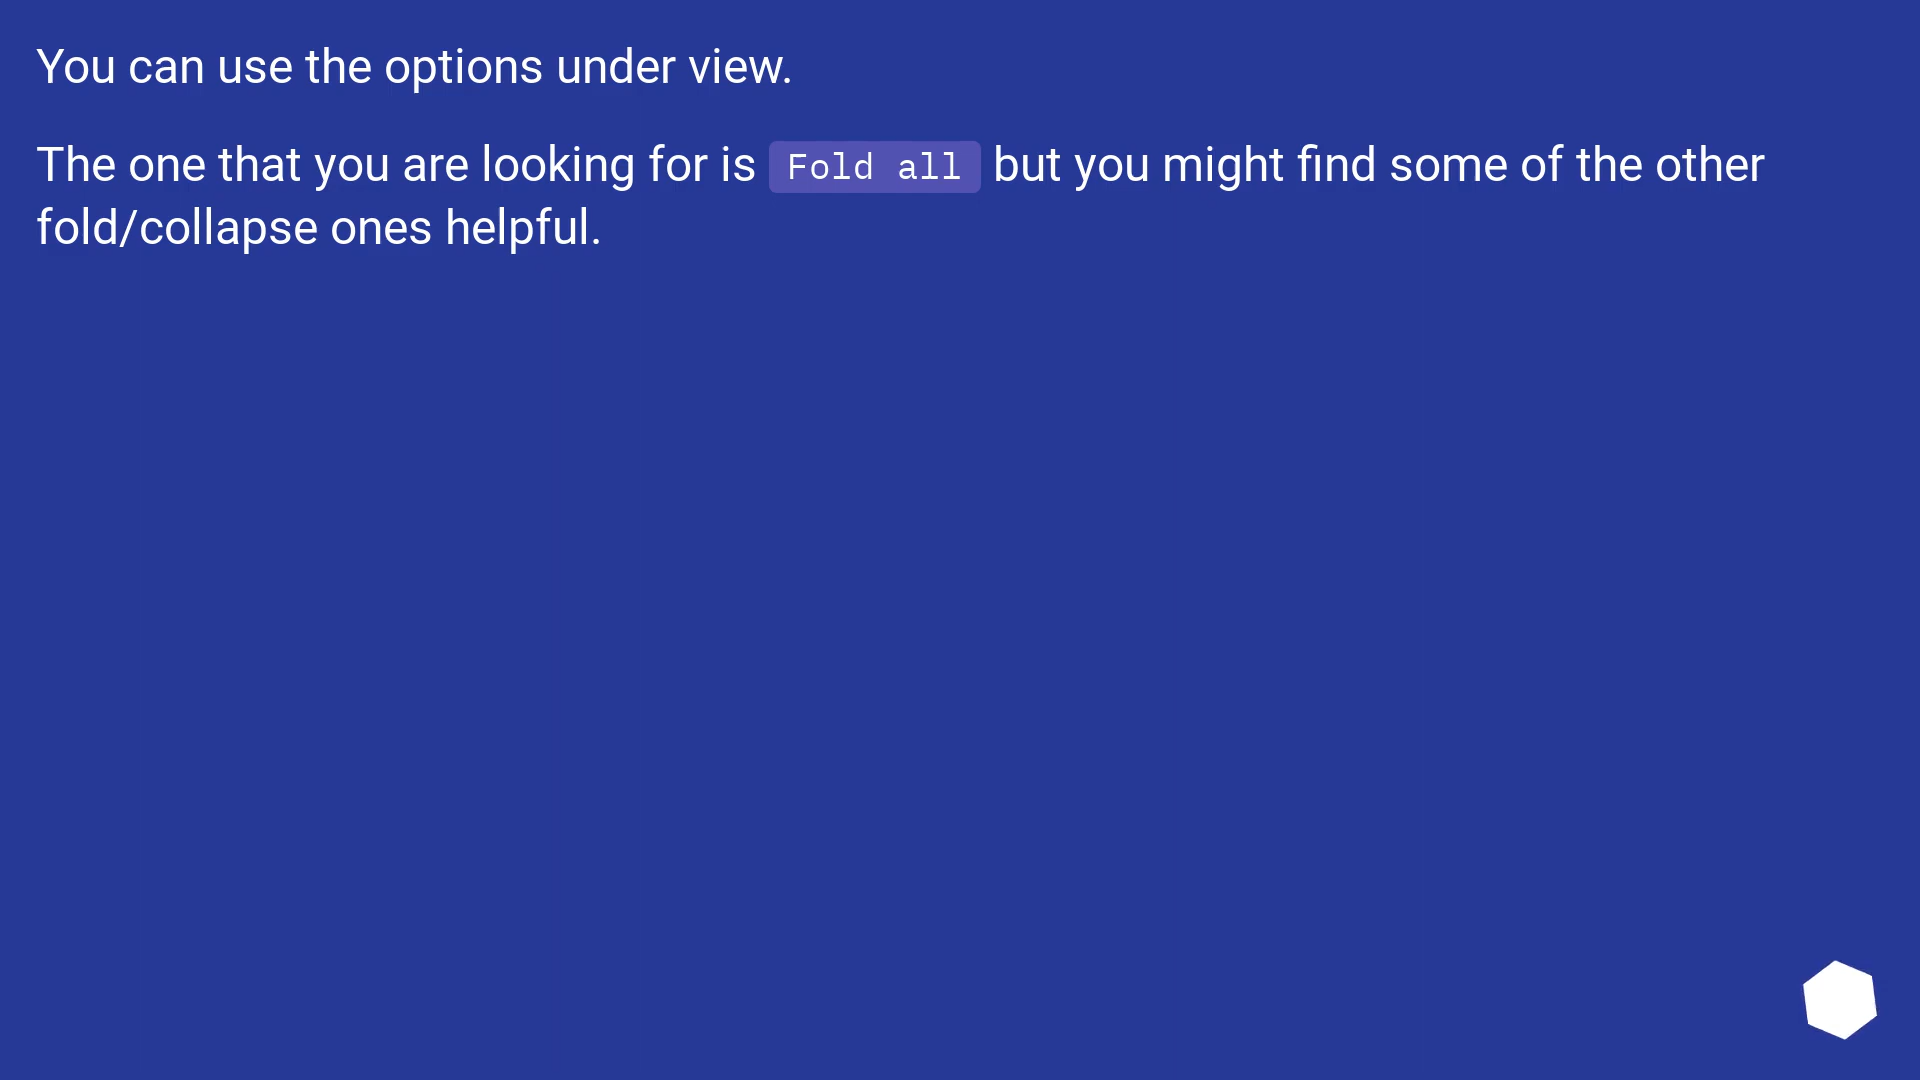 You can use the options under view.
The one that you are looking for is Fold all but you might find some of the other
fold/collapse ones helpful.